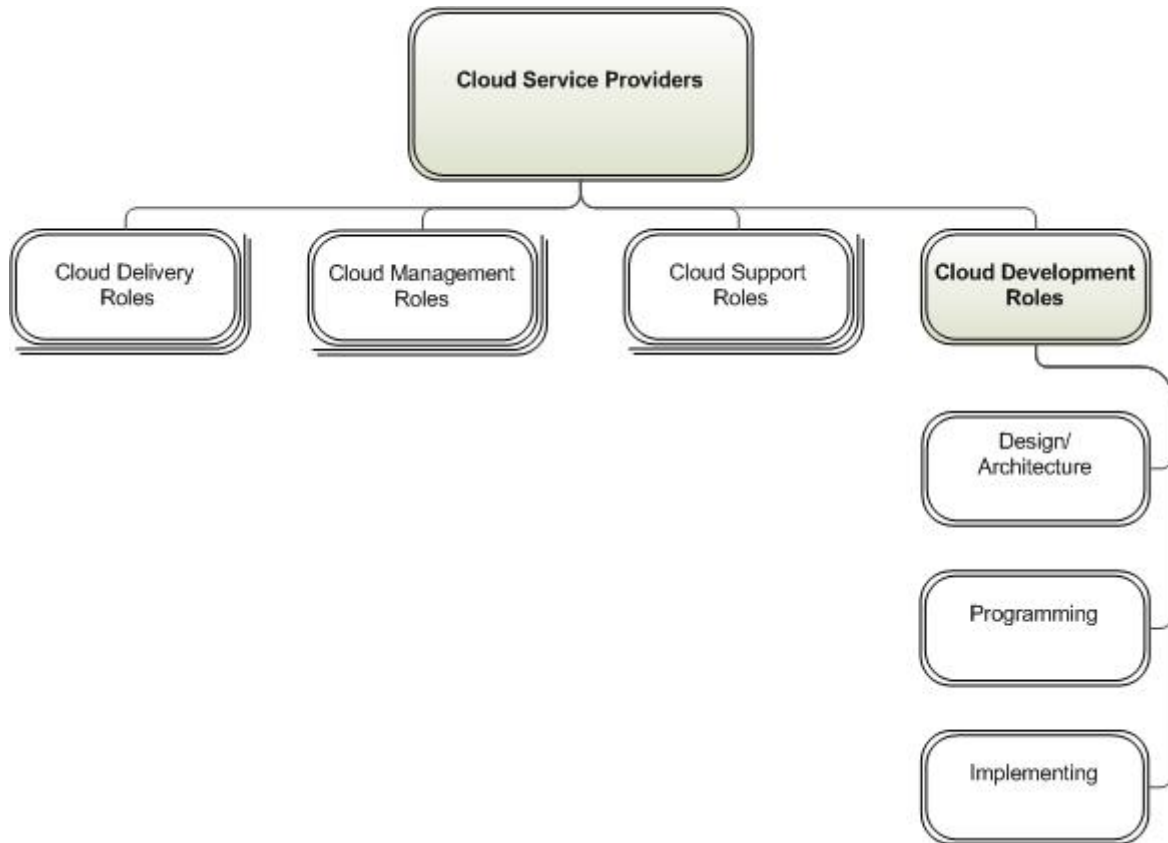 Cloud Service Providers
Cloud Delivery
Roles
Cloud Management
Roles
Cloud Support
Roles
Cloud Development
Roles
Design/
Architecture
Programming
Implementing